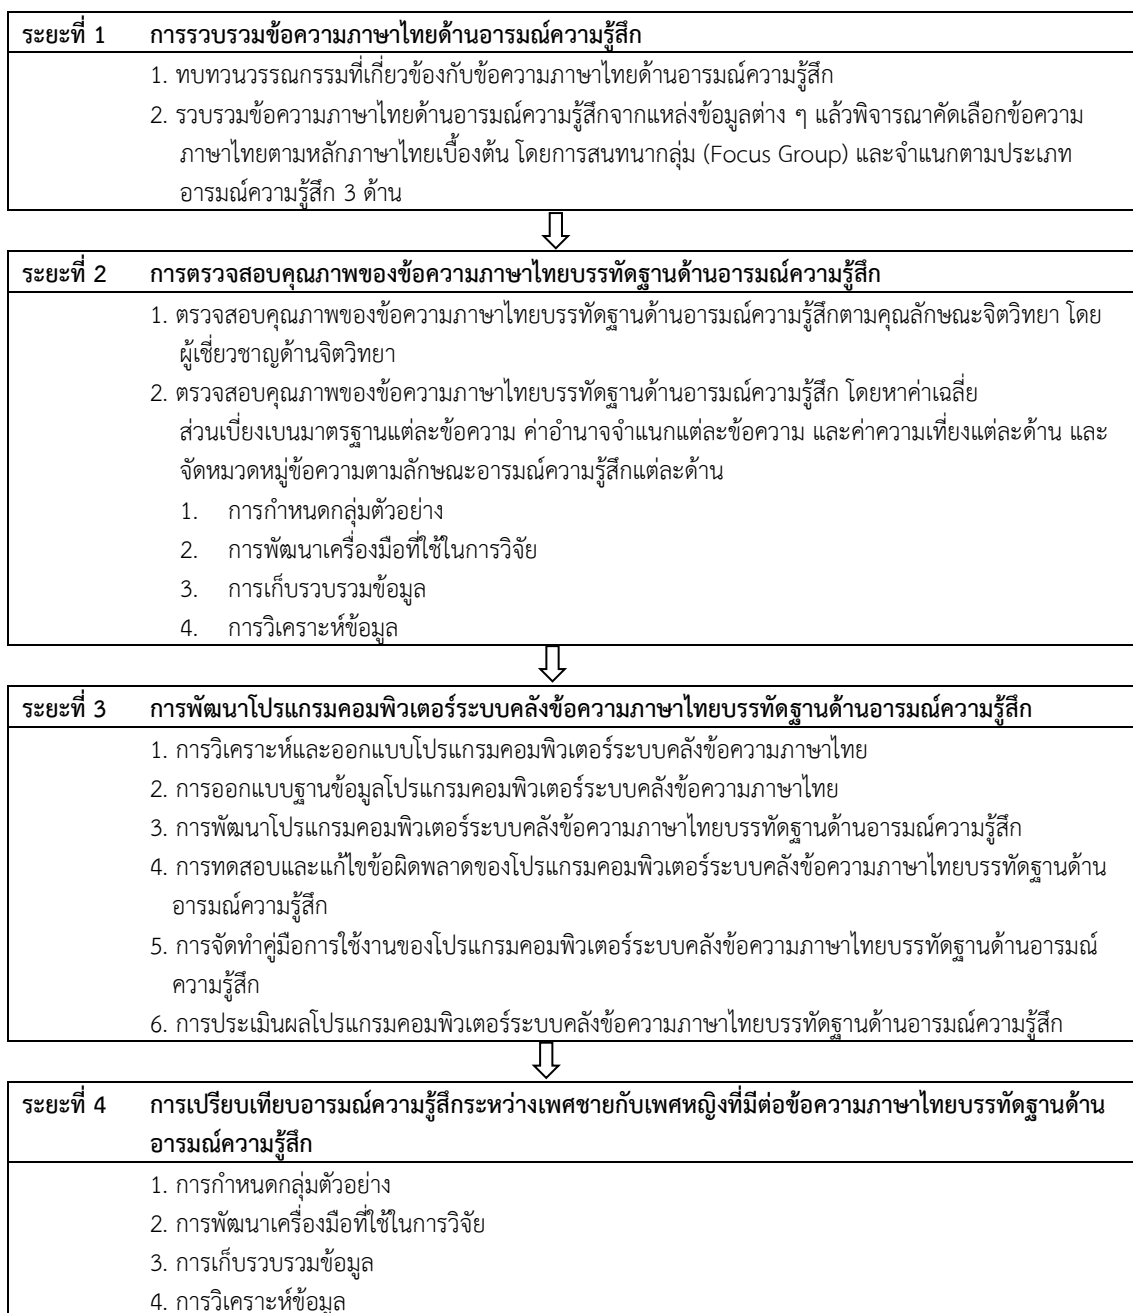 ระยะที่ 1 การรวบรวมข้อความภาษาไทยด้านอารมณ์ความรู้สึก
1. ทบทวนวรรณกรรมที่เกี่ยวข้องกับข้อความภาษาไทยด้านอารมณ์ความรู้สึก
2. รวบรวมข้อความภาษาไทยด้านอารมณ์ความรู้สึกจากแหล่งข้อมูลต่าง ๆ แล้วพิจารณาคัดเลือกข้อความ
ภาษาไทยตามหลักภาษาไทยเบื้องต้น โดยการสนทนากลุ่ม (Focus Group) และจำแนกตามประเภท
อารมณ์ความรู้สึก 3 ด้าน
ระยะที่ 2 การตรวจสอบคุณภาพของข้อความภาษาไทยบรรทัดฐานด้านอารมณ์ความรู้สึก
1. ตรวจสอบคุณภาพของข้อความภาษาไทยบรรทัดฐานด้านอารมณ์ความรู้สึกตามคุณลักษณะจิตวิทยา โดย
ผู้เชี่ยวชาญด้านจิตวิทยา
2. ตรวจสอบคุณภาพของข้อความภาษาไทยบรรทัดฐานด้านอารมณ์ความรู้สึก โดยหาค่าเฉลี่ย
ส่วนเบี่ยงเบนมาตรฐานแต่ละข้อความ ค่าอำนาจจำแนกแต่ละข้อความ และค่าความเที่ยงแต่ละด้าน และ
จัดหมวดหมู่ข้อความตามลักษณะอารมณ์ความรู้สึกแต่ละด้าน
1. การกำหนดกลุ่มตัวอย่าง
2. การพัฒนาเครื่องมือที่ใช้ในการวิจัย
3. การเก็บรวบรวมข้อมูล
4. การวิเคราะห์ข้อมูล
ระยะที่ 3 การพัฒนาโปรแกรมคอมพิวเตอร์ระบบคลังข้อความภาษาไทยบรรทัดฐานด้านอารมณ์ความรู้สึก
1. การวิเคราะห์และออกแบบโปรแกรมคอมพิวเตอร์ระบบคลังข้อความภาษาไทย
2. การออกแบบฐานข้อมูลโปรแกรมคอมพิวเตอร์ระบบคลังข้อความภาษาไทย
3. การพัฒนาโปรแกรมคอมพิวเตอร์ระบบคลังข้อความภาษาไทยบรรทัดฐานด้านอารมณ์ความรู้สึก
4. การทดสอบและแก้ไขข้อผิดพลาดของโปรแกรมคอมพิวเตอร์ระบบคลังข้อความภาษาไทยบรรทัดฐานด้าน
อารมณ์ความรู้สึก
5. การจัดทำคู่มือการใช้งานของโปรแกรมคอมพิวเตอร์ระบบคลังข้อความภาษาไทยบรรทัดฐานด้านอารมณ์
ความรู้สึก
6. การประเมินผลโปรแกรมคอมพิวเตอร์ระบบคลังข้อความภาษาไทยบรรทัดฐานด้านอารมณ์ความรู้สึก
ระยะที่ 4 การเปรียบเทียบอารมณ์ความรู้สึกระหว่างเพศชายกับเพศหญิงที่มีต่อข้อความภาษาไทยบรรทัดฐานด้าน
อารมณ์ความรู้สึก
1. การกำหนดกลุ่มตัวอย่าง
2. การพัฒนาเครื่องมือที่ใช้ในการวิจัย
3. การเก็บรวบรวมข้อมูล
4. การวิเคราะห์ข้อมูล